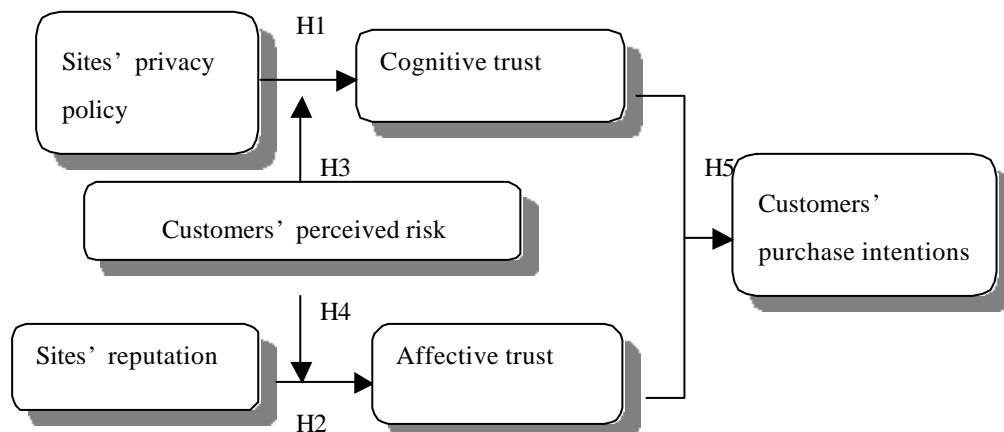 H1
Sites’ privacy
policy
Cognitive trust
H3
H5
Customers’ perceived risk
Customers’
purchase intentions
H4
Sites’ reputation
Affective trust
H2